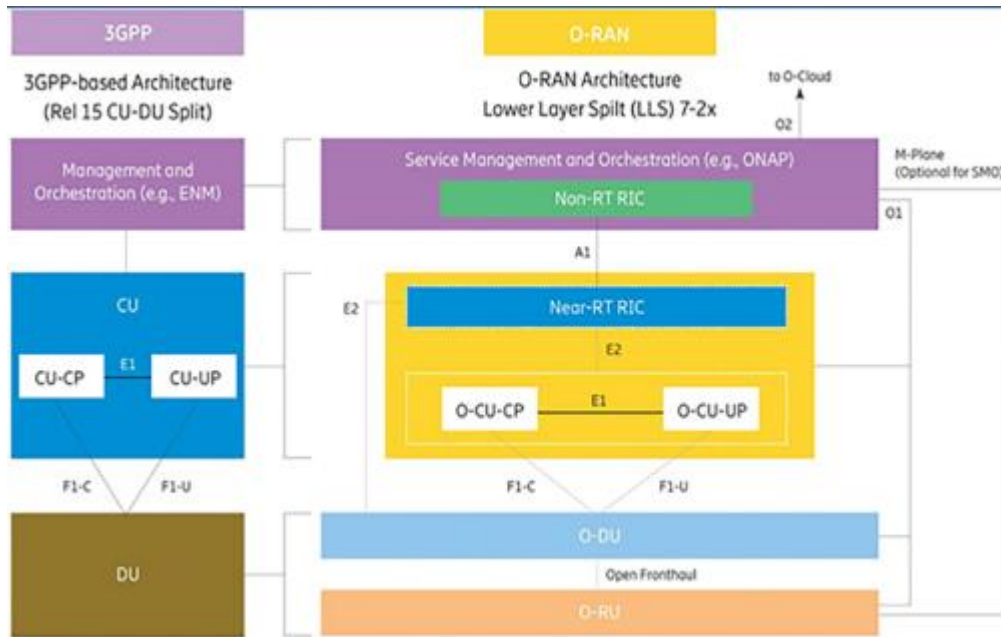 3GPP
O-RAN
3GPP-based Architecture
(Rel 15 CU-DU Split)
O-RAN Architecture
Lower Layer Spilt (LLS) 7-2x
to O-Cloud
O2
Management and
Orchestration (e.g., ENM)
Service Management and Orchestration (e.g., ONAP)
Non-RT RIC
M-Plane
(Optional for SMO)
O1
A1
CU
E2
Near-RT RIC
E2
CU-CP
E1
CU-UP
O-CU-CP
E1
O-CU-UP
F1-C
F1-U
F1-C
F1-U
DU
O-DU
Open Fronthaul
O-RU